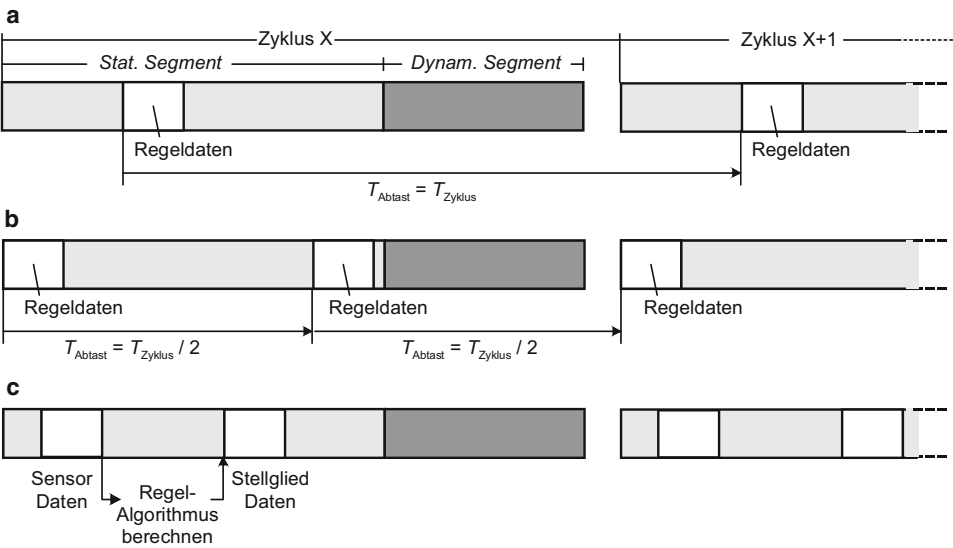 a
Zyklus X
Zyklus X+1
Stat. Segment
Dynam. Segment
Regeldaten
Regeldaten
T_Abtast = T_Zyklus
b
Regeldaten
Regeldaten
Regeldaten
T_Abtast = T_Zyklus / 2
T_Abtast = T_Zyklus / 2
c
Sensor
Daten
Regel-
Algorithmus
berechnen
Stellglied
Daten